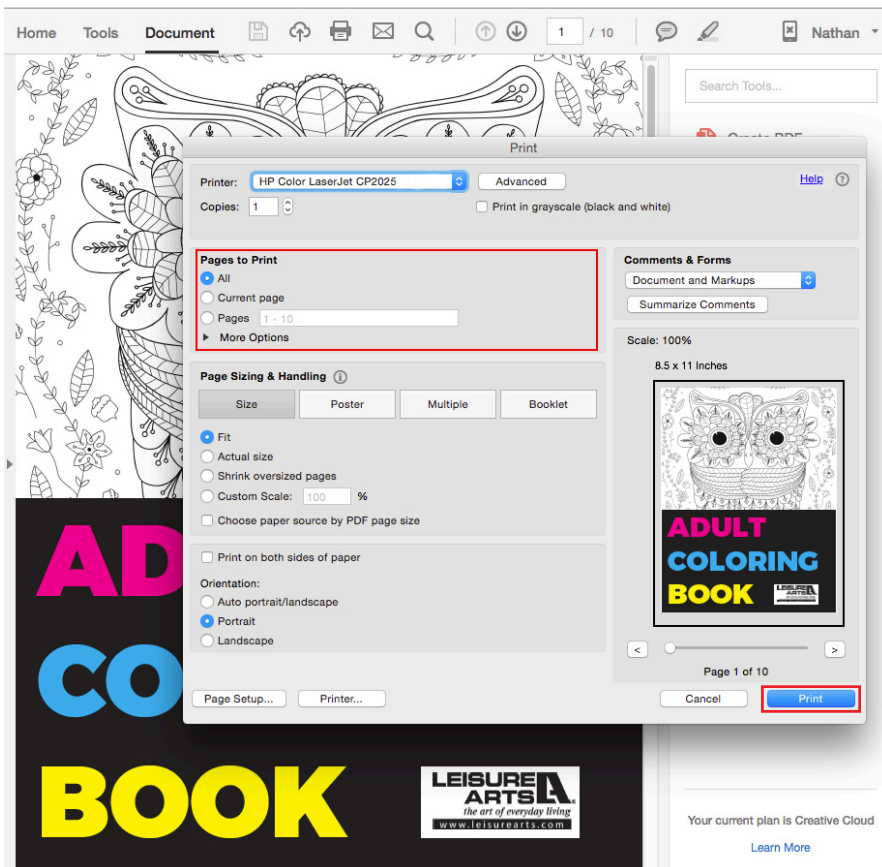 Home Tools Document 1 / 10 Nathan
Search Tools...
Print
Printer: HP Color LaserJet CP2025 Advanced Help ?
Copies: 1 Print in grayscale (black and white)
Pages to Print
All
Current page
Pages 1 - 10
More Options
Comments & Forms
Document and Markups
Summarize Comments
Scale: 100%
8.5 x 11 Inches
Page Sizing & Handling i
Size Poster Multiple Booklet
Fit
Actual size
Shrink oversized pages
Custom Scale: 100 %
Choose paper source by PDF page size
Print on both sides of paper
Orientation:
Auto portrait/landscape
Portrait
Landscape
ADULT
COLORING
BOOK LEISURE
ARTS
< >
Page 1 of 10
Page Setup... Printer... Cancel Print
AD
CO
BOOK
LEISURE
ARTS
the art of everyday living
www.leisurearts.com
Your current plan is Creative Cloud
Learn More